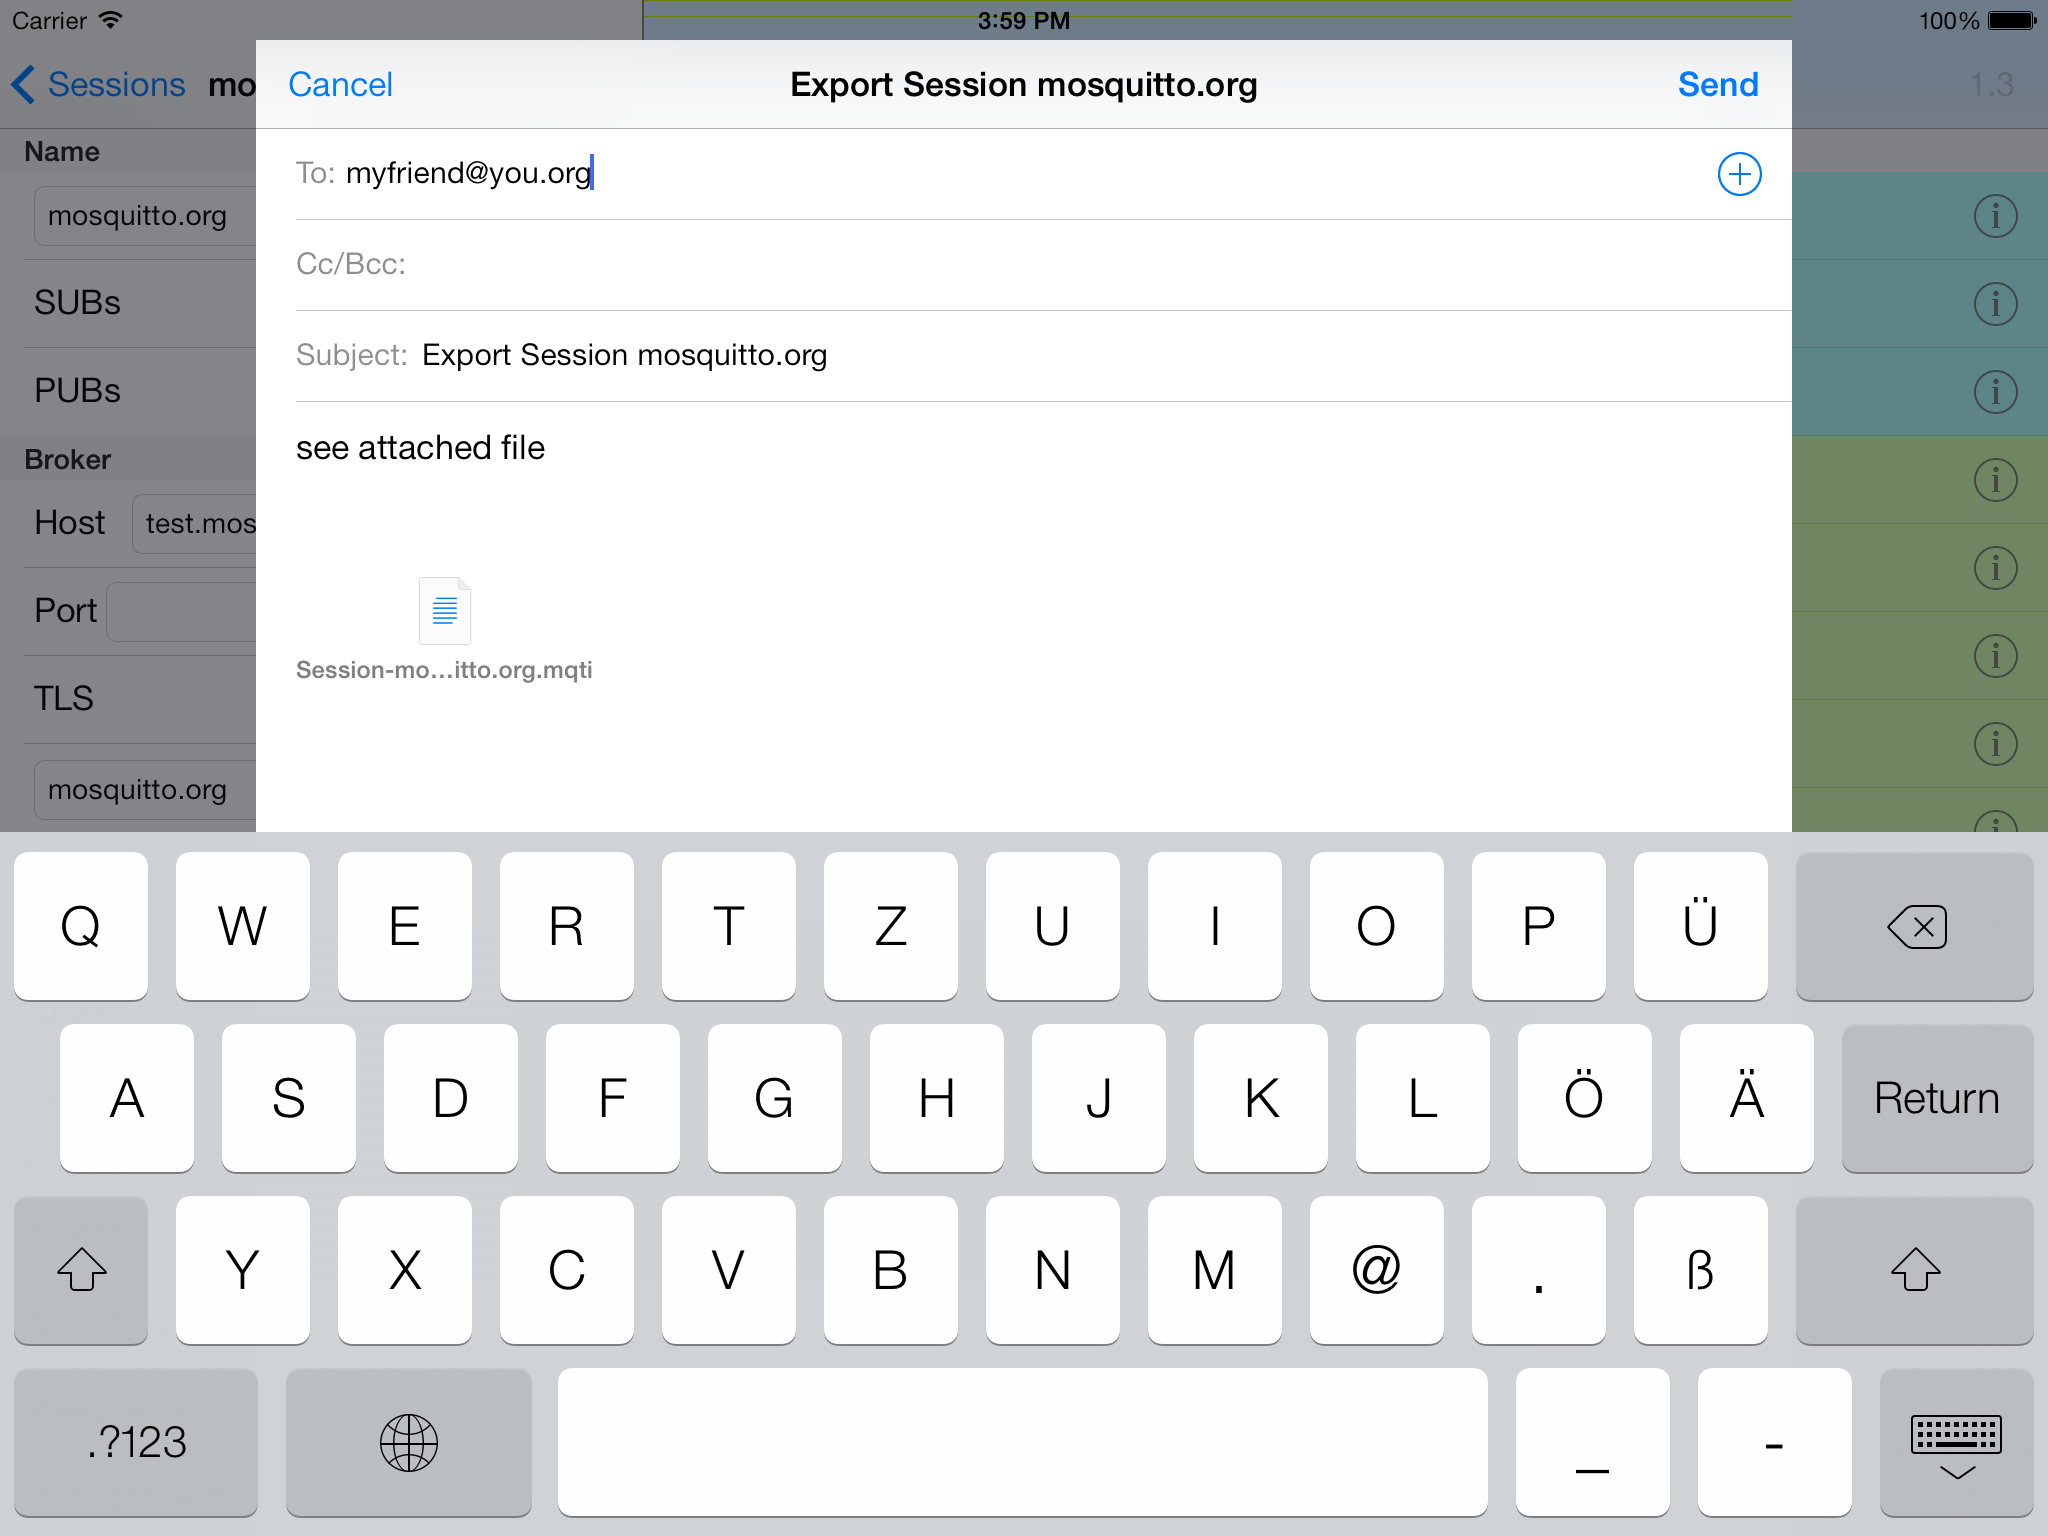 Carrier 3:59 PM 100%
Sessions mo 1.3
Cancel Export Session mosquitto.org Send
Name
To: myfriend@you.org
mosquitto.org
Cc/Bcc:
SUBs
Subject: Export Session mosquitto.org
PUBs
see attached file
Broker
Host test.mos
Port
Session-mo...itto.org.mqti
TLS
mosquitto.org
Q W E R T Z U I O P Ü
A S D F G H J K L Ö Ä Return
Y X C V B N M @ . ß
.?123 _ -